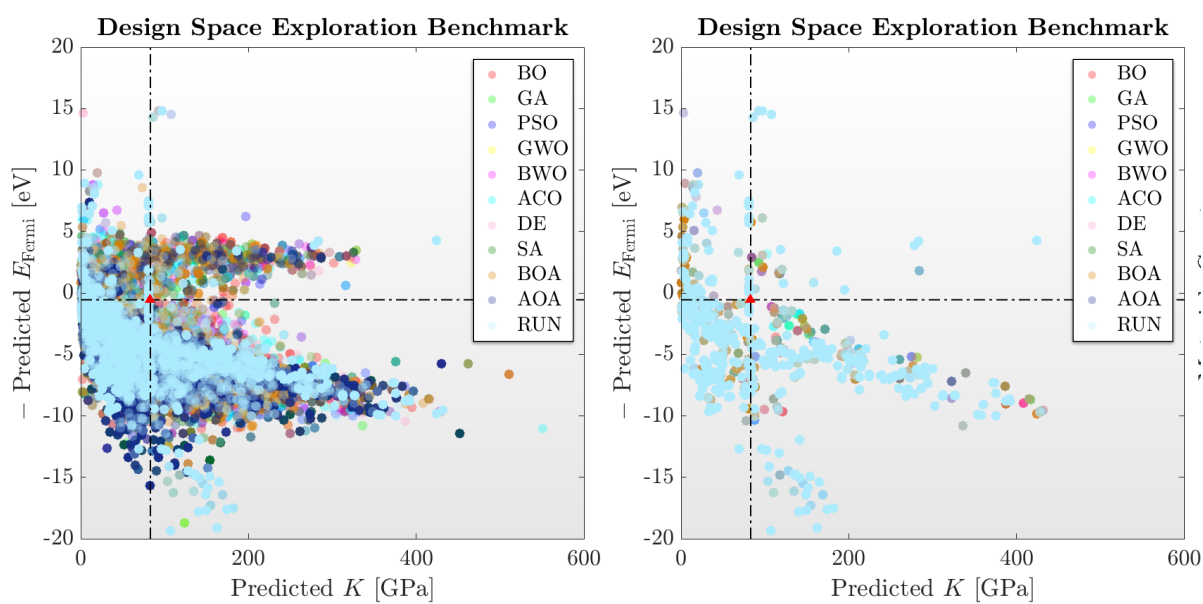 Design Space Exploration Benchmark
20
15
10
5
0
-5
-10
-15
-20
0
200
400
600
− Predicted E_Fermi [eV]
Predicted K [GPa]
BO
GA
PSO
GWO
BWO
ACO
DE
SA
BOA
AOA
RUN
Design Space Exploration Benchmark
20
15
10
5
0
-5
-10
-15
-20
0
200
400
600
− Predicted E_Fermi [eV]
Predicted K [GPa]
BO
GA
PSO
GWO
BWO
ACO
DE
SA
BOA
AOA
RUN